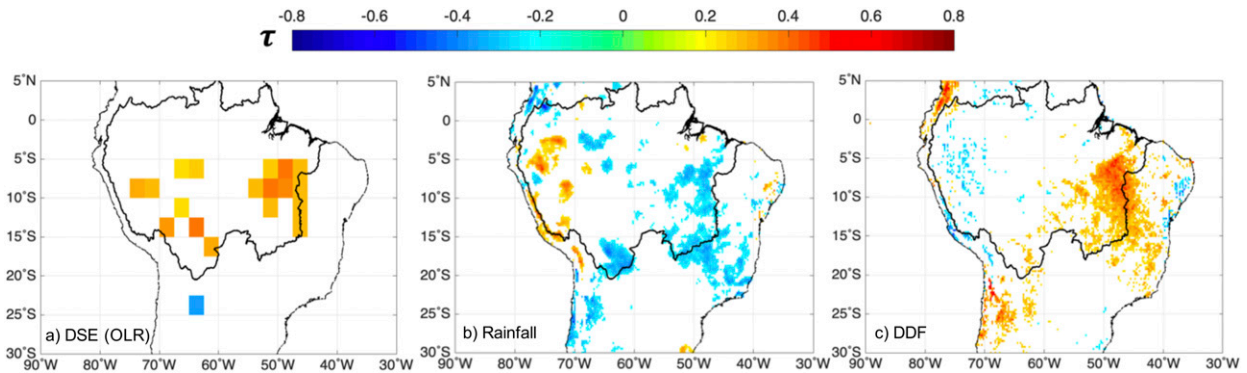 -0.8 -0.6 -0.4 -0.2 0 0.2 0.4 0.6 0.8
τ
5˚N 5˚N 5˚N
0 0 0
5˚S 5˚S 5˚S
10˚S 10˚S 10˚S
15˚S 15˚S 15˚S
20˚S 20˚S 20˚S
25˚S 25˚S 25˚S
a) DSE (OLR) b) Rainfall c) DDF
30˚S 30˚S 30˚S
90˚W 80˚W 70˚W 60˚W 50˚W 40˚W 30˚W 90˚W 80˚W 70˚W 60˚W 50˚W 40˚W 30˚W 90˚W 80˚W 70˚W 60˚W 50˚W 40˚W 30˚W